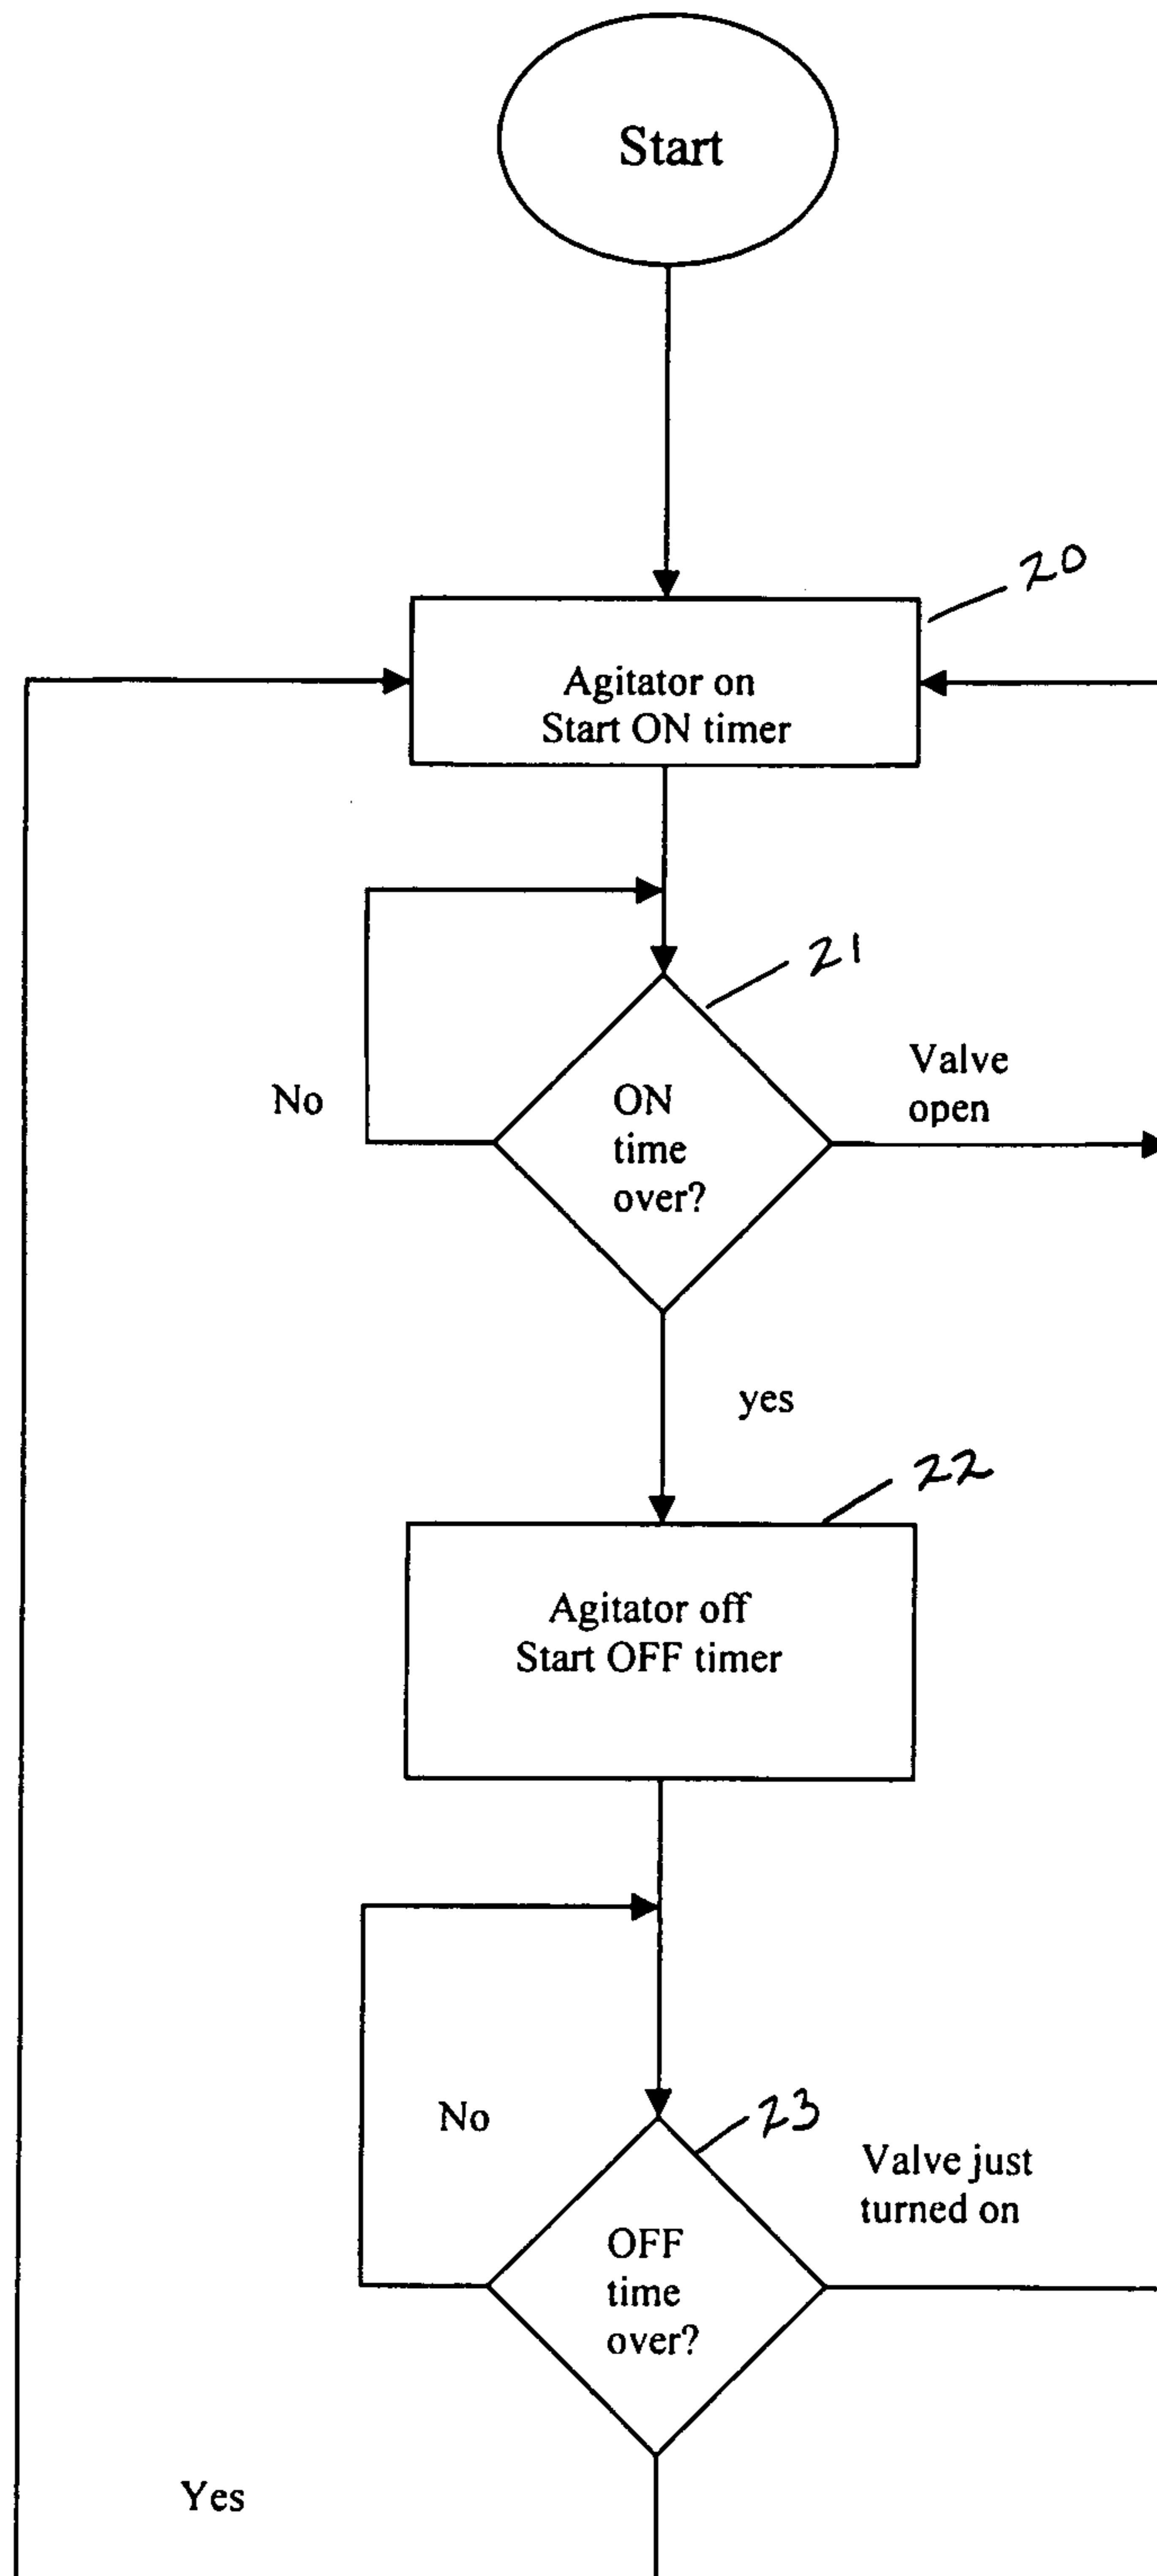 Start
20
Agitator on
Start ON timer
21
Valve
open
No
ON
time
over?
yes
22
Agitator off
Start OFF timer
23
No
Valve just
turned on
OFF
time
over?
Yes